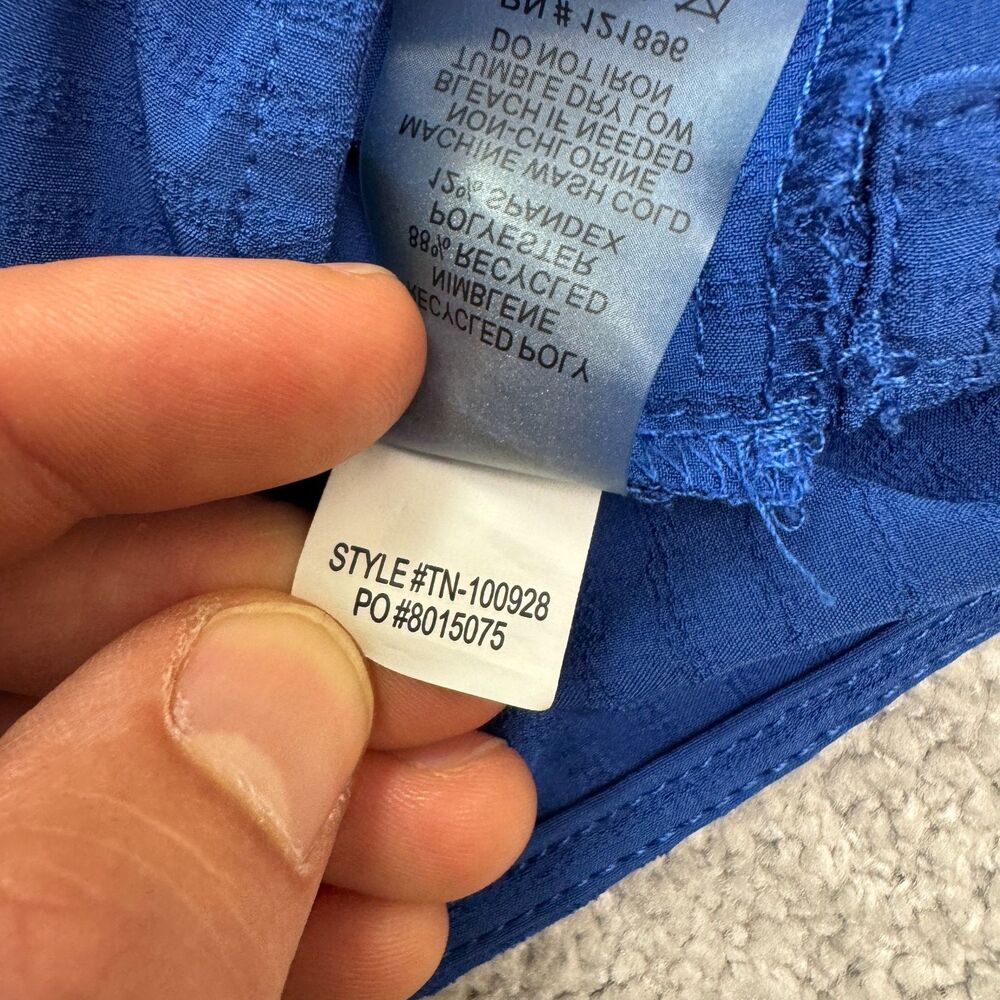 RECYCLED POLY
NIMBLENE
88% RECYCLED
POLYESTER
12% SPANDEX
MACHINE WASH COLD
NON-CHLORINE
BLEACH IF NEEDED
TUMBLE DRY LOW
DO NOT IRON
RN # 121896
STYLE #TN-100928
PO #8015075